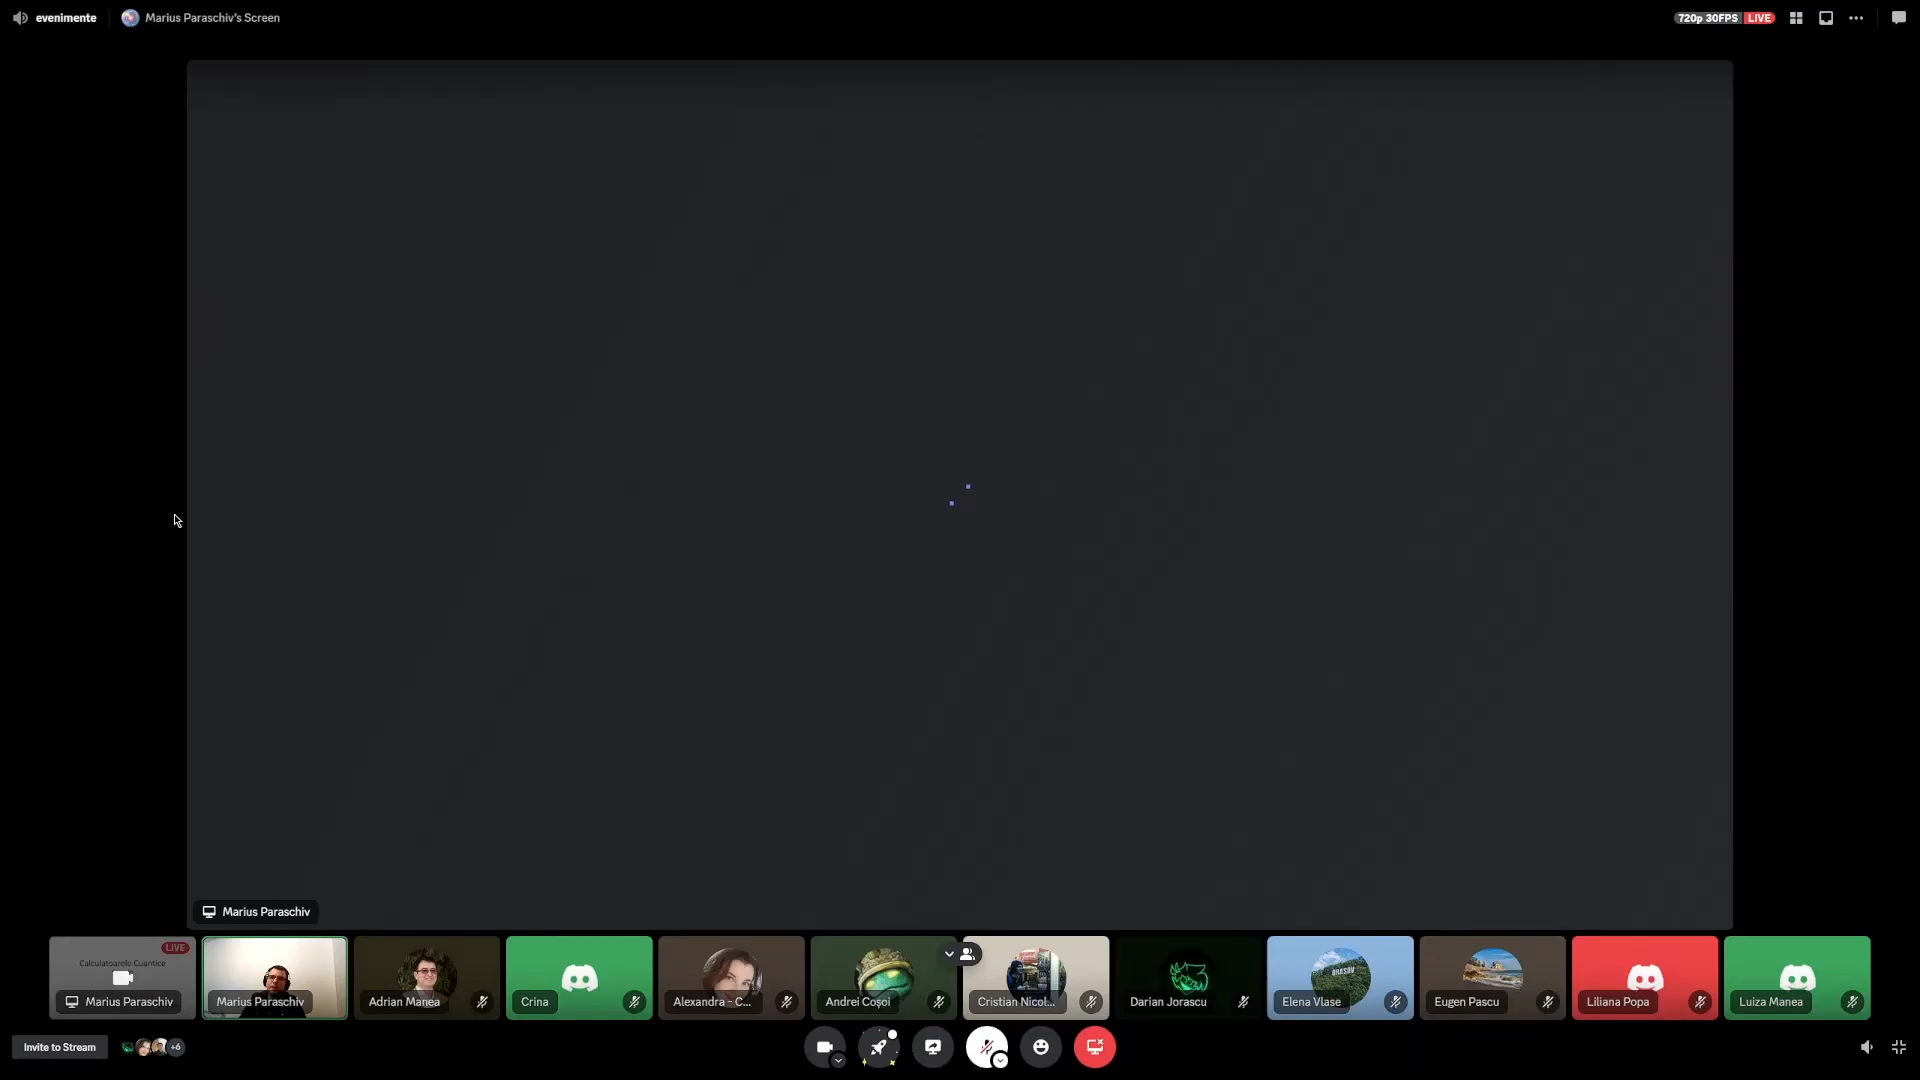 evenimente
Marius Paraschiv's Screen
720p 30FPS LIVE
Marius Paraschiv
LIVE
Calculatoarele Cuantice
Marius Paraschiv
Marius Paraschiv
Adrian Manea
Crina
Alexandra - C...
Andrei Coșoi
Cristian Nicol...
BRASOV
Darian Jorascu
Elena Vlase
Eugen Pascu
Liliana Popa
Luiza Manea
Invite to Stream
+6